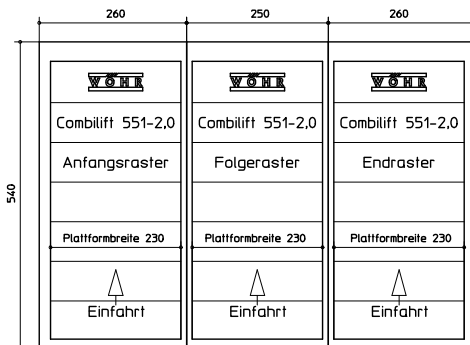 260 250 260
WÖHR WÖHR WÖHR
Combilift 551-2,0 Combilift 551-2,0 Combilift 551-2,0
Anfangsraster Folgeraster Endraster
540
Plattformbreite 230 Plattformbreite 230 Plattformbreite 230
Einfahrt Einfahrt Einfahrt